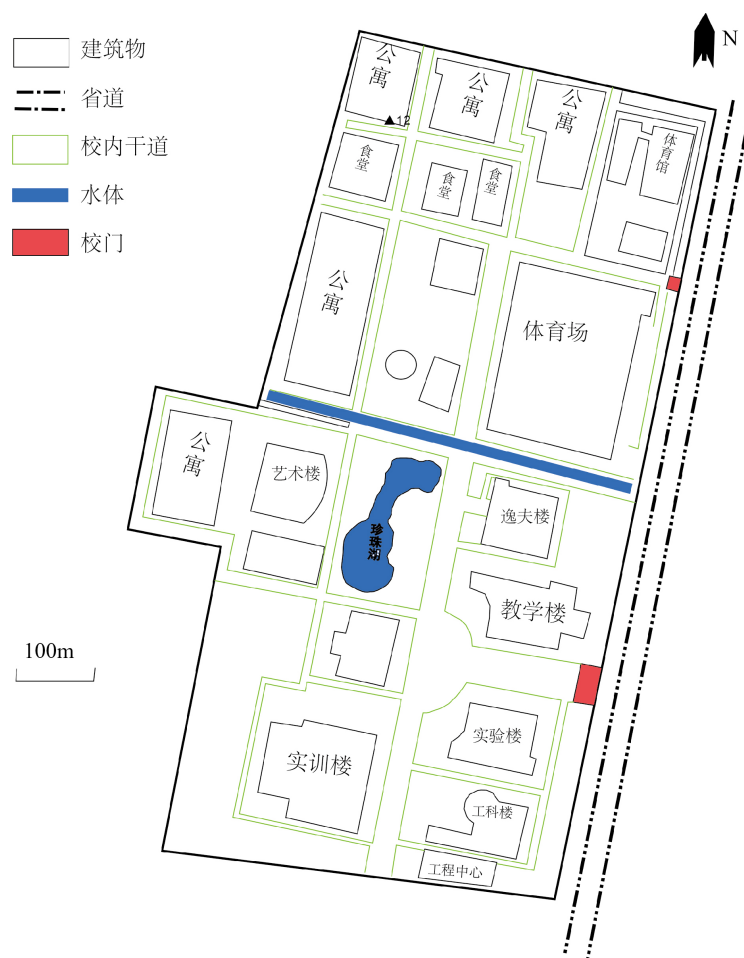 N
建筑物
省道
校内干道
水体
校门
公寓
公寓
公寓
12
体育馆
食堂
食堂
食堂
公寓
体育场
公寓
艺术楼
珍珠湖
逸夫楼
教学楼
100m
实验楼
实训楼
工科楼
工程中心